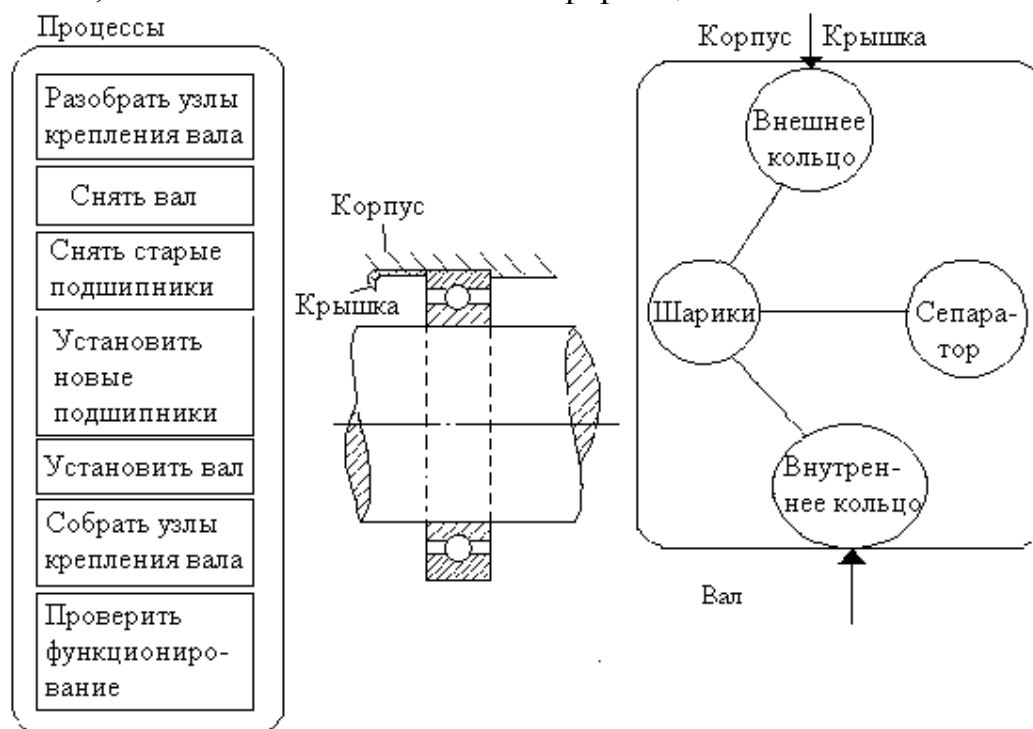 Процессы
Разобрать узлы
крепления вала
Снять вал
Снять старые
подшипники
Установить
новые
подшипники
Установить вал
Собрать узлы
крепления вала
Проверить
функциониро-
вание
Корпус
Крышка
Корпус
Крышка
Внешнее
кольцо
Шарики
Сепара-
тор
Внутрен-
нее кольцо
Вал